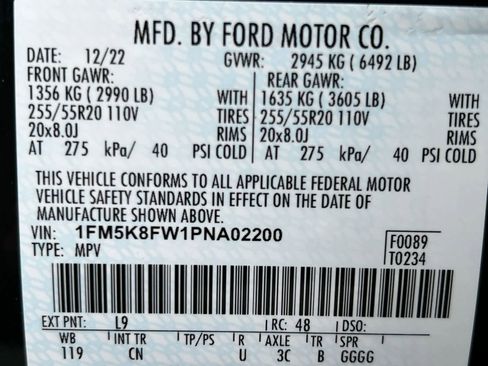 MFD. BY FORD MOTOR CO.
DATE: 12/22 GVWR: 2945 KG (6492 LB)
FRONT GAWR: REAR GAWR:
1356 KG (2990 LB) WITH 1635 KG (3605 LB) WITH
255/55R20 110V TIRES 255/55R20 110V TIRES
20x8.0J RIMS 20x8.0J RIMS
AT 275 kPa/ 40 PSI COLD AT 275 kPa/ 40 PSI COLD
THIS VEHICLE CONFORMS TO ALL APPLICABLE FEDERAL MOTOR
VEHICLE SAFETY STANDARDS IN EFFECT ON THE DATE OF
MANUFACTURE SHOWN ABOVE.
VIN: 1FM5K8FW1PNA02200 F0089
TYPE: MPV T0234
EXT PNT: L9 RC: 48 DSO:
WB INT TR TP/PS R AXLE TR SPR
119 CN U 3C B GGGG